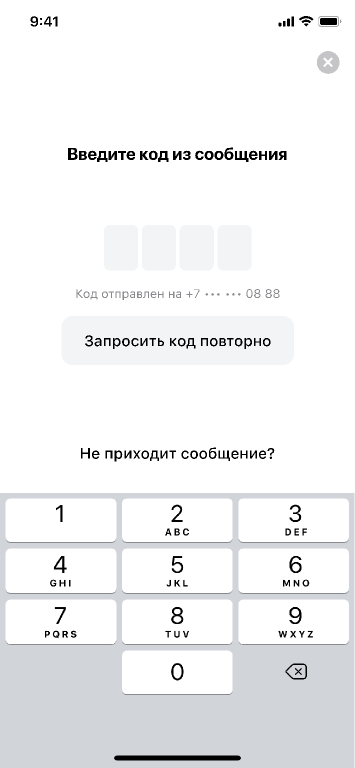 9:41
Введите код из сообщения
Код отправлен на +7 ••• ••• 08 88
Запросить код повторно
Не приходит сообщение?
1
2
ABC
3
DEF
4
GHI
5
JKL
6
MNO
7
PQRS
8
TUV
9
WXYZ
0